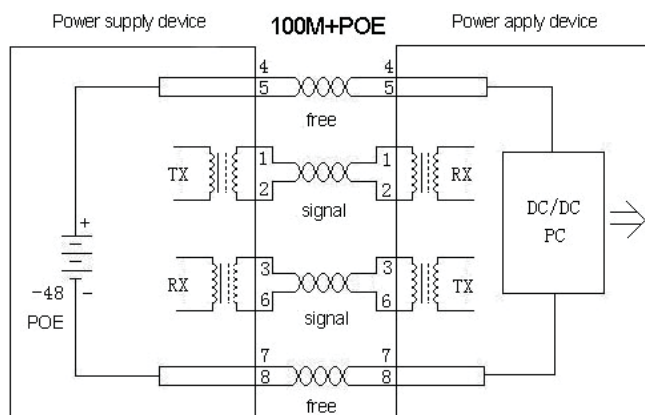 Power supply device 100M+POE Power apply device
4 4
5 5
free
TX 1 1 RX
2 2
signal
DC/DC
PC
+
RX 3 3 TX
-48 − 6 6
POE
signal
7 7
8 8
free